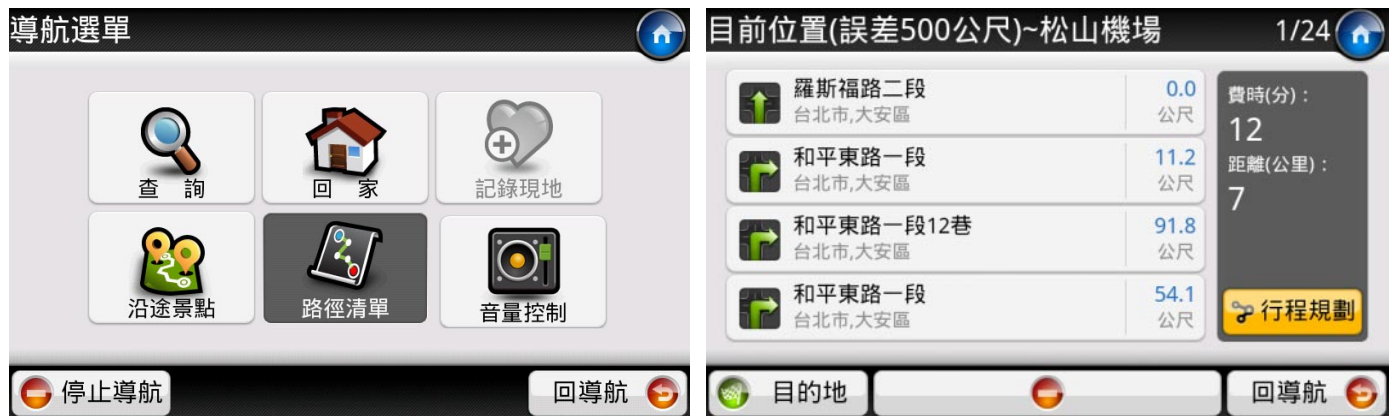 導航選單
查 詢
回 家
記錄現地
沿途景點
路徑清單
音量控制
停止導航
回導航
目前位置(誤差500公尺)~松山機場 1/24
羅斯福路二段 0.0
台北市,大安區 公尺
和平東路一段 11.2
台北市,大安區 公尺
和平東路一段12巷 91.8
台北市,大安區 公尺
和平東路一段 54.1
台北市,大安區 公尺
費時(分):
12
距離(公里):
7
行程規劃
目的地
回導航